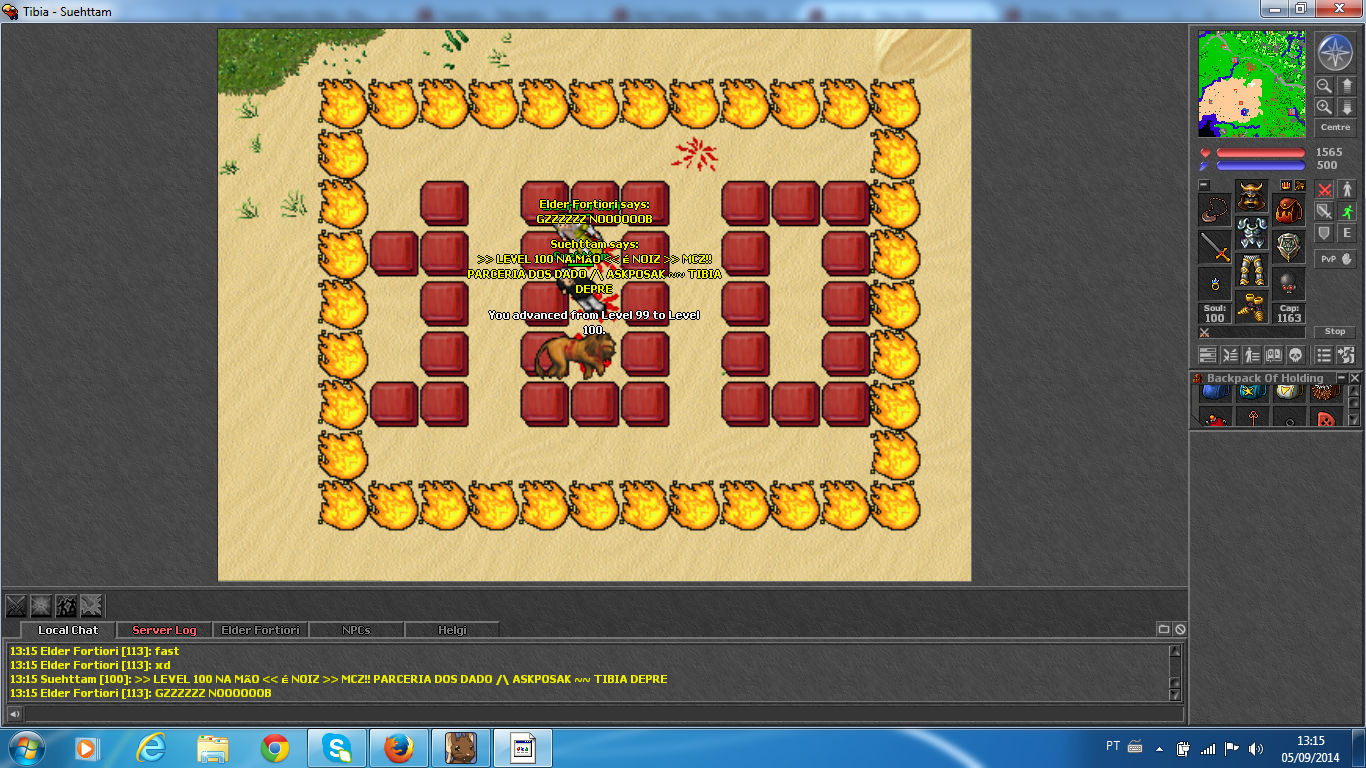 Tibia - Suehttam
Elder Fortiori says:
GZZZZZZ NOOOOOOB
Suehttam says:
>> LEVEL 100 NA MÃO << é NOIZ >> MCZ!!
PARCERIA DOS DADO /\ ASKPOSAK ~~ TIBIA
DEPRE
You advanced from Level 99 to Level
100.
Centre
1565
500
E
PvP
Soul:
100
Cap:
1163
Stop
Backpack Of Holding
Local Chat
Server Log
Elder Fortiori
NPCs
Helgi
13:15 Elder Fortiori [113]: fast
13:15 Elder Fortiori [113]: xd
13:15 Suehttam [100]: >> LEVEL 100 NA MÃO << é NOIZ >> MCZ!! PARCERIA DOS DADO /\ ASKPOSAK ~~ TIBIA DEPRE
13:15 Elder Fortiori [113]: GZZZZZZ NOOOOOOB
PT
13:15
05/09/2014